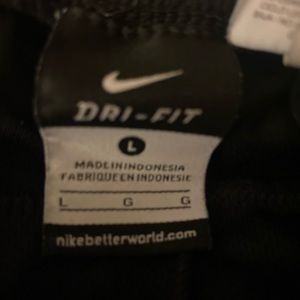 DRI-FIT
L
MADE IN INDONESIA
FABRIQUE EN INDONESIE
L G G
nikebetterworld.com